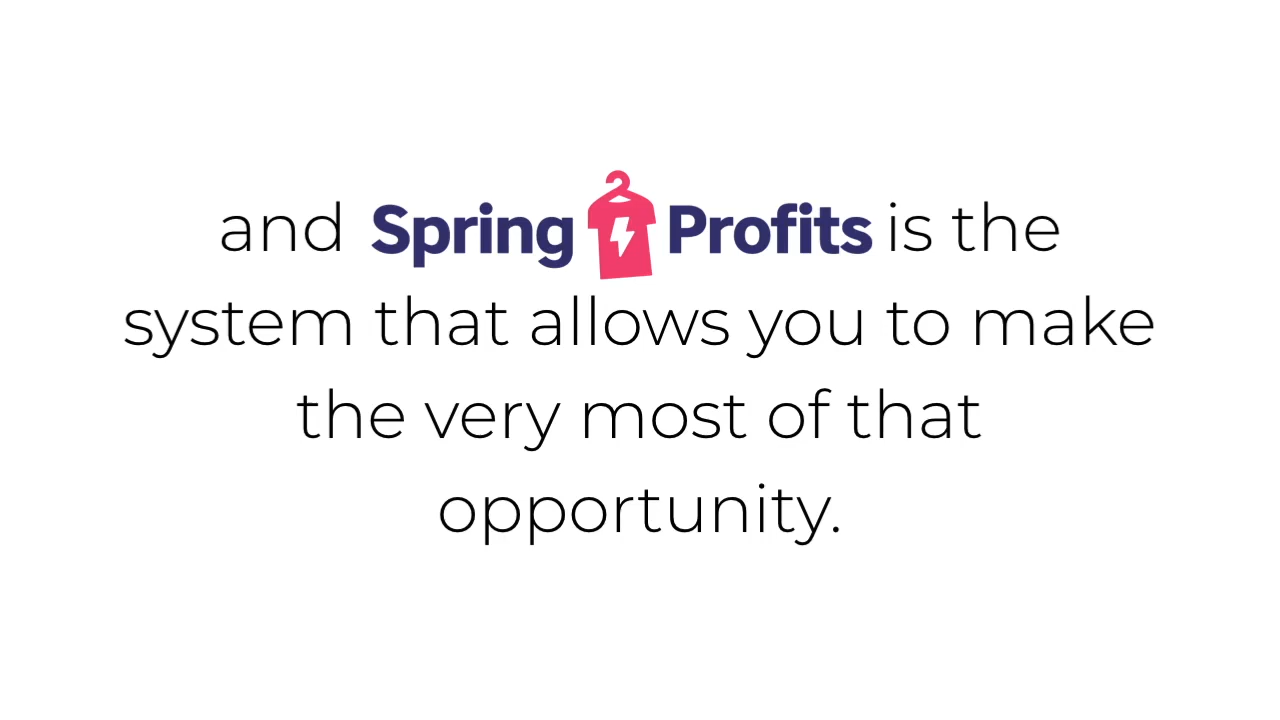 and Spring Profits is the
system that allows you to make
the very most of that
opportunity.